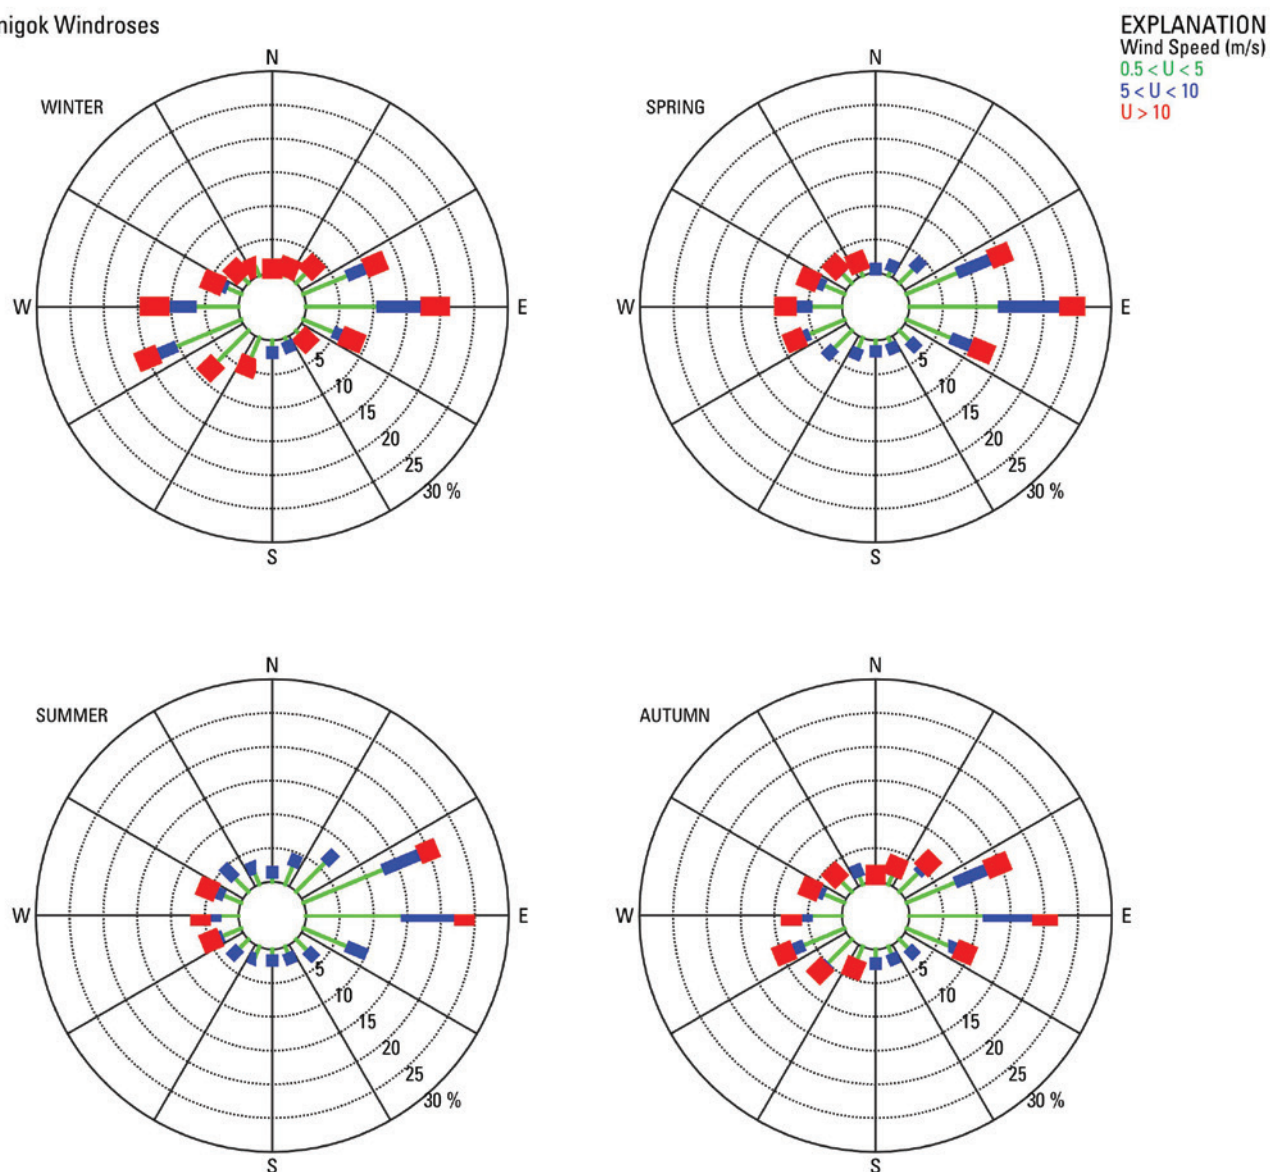 nigok Windroses
EXPLANATION
Wind Speed (m/s)
0.5 < U < 5
5 < U < 10
U > 10
WINTER
N
W
E
S
5
10
15
20
25
30 %
SPRING
N
W
E
S
5
10
15
20
25
30 %
SUMMER
N
W
E
S
5
10
15
20
25
30 %
AUTUMN
N
W
E
S
5
10
15
20
25
30 %